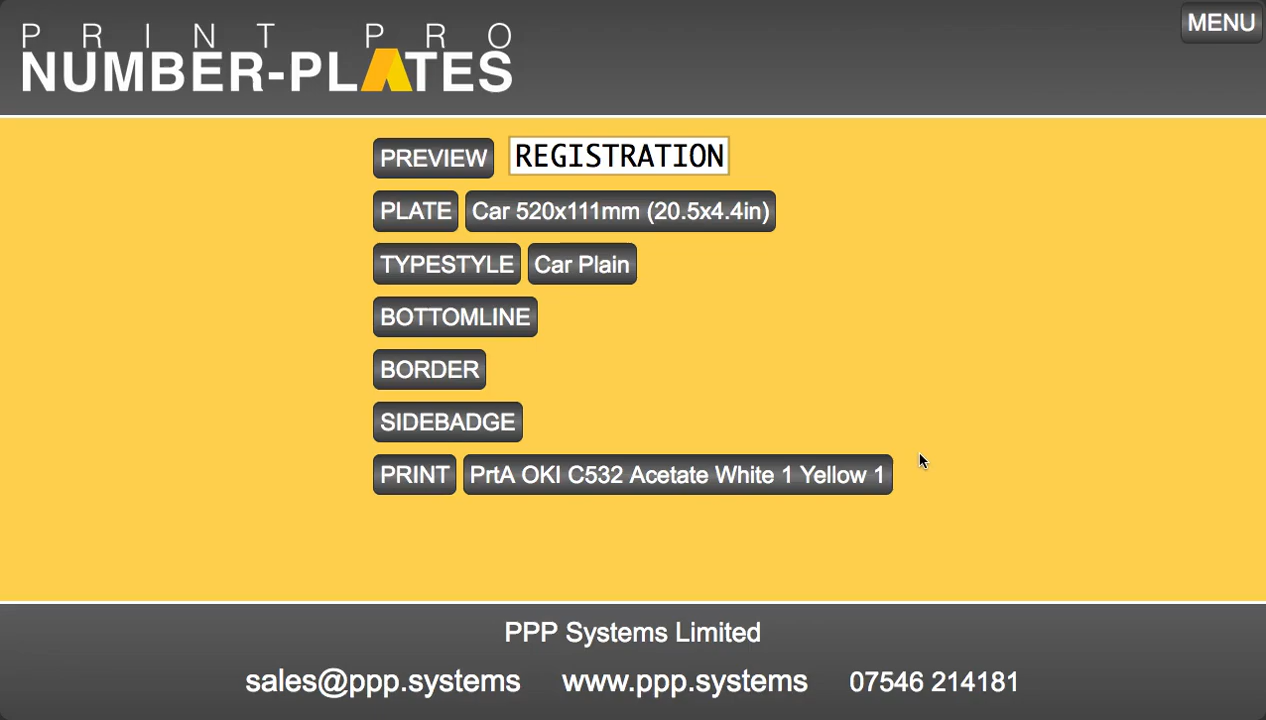 PRINT PRO
NUMBER-PLATES
MENU
PREVIEW REGISTRATION
PLATE Car 520x111mm (20.5x4.4in)
TYPESTYLE Car Plain
BOTTOMLINE
BORDER
SIDEBADGE
PRINT PrtA OKI C532 Acetate White 1 Yellow 1
PPP Systems Limited
sales@ppp.systems www.ppp.systems 07546 214181